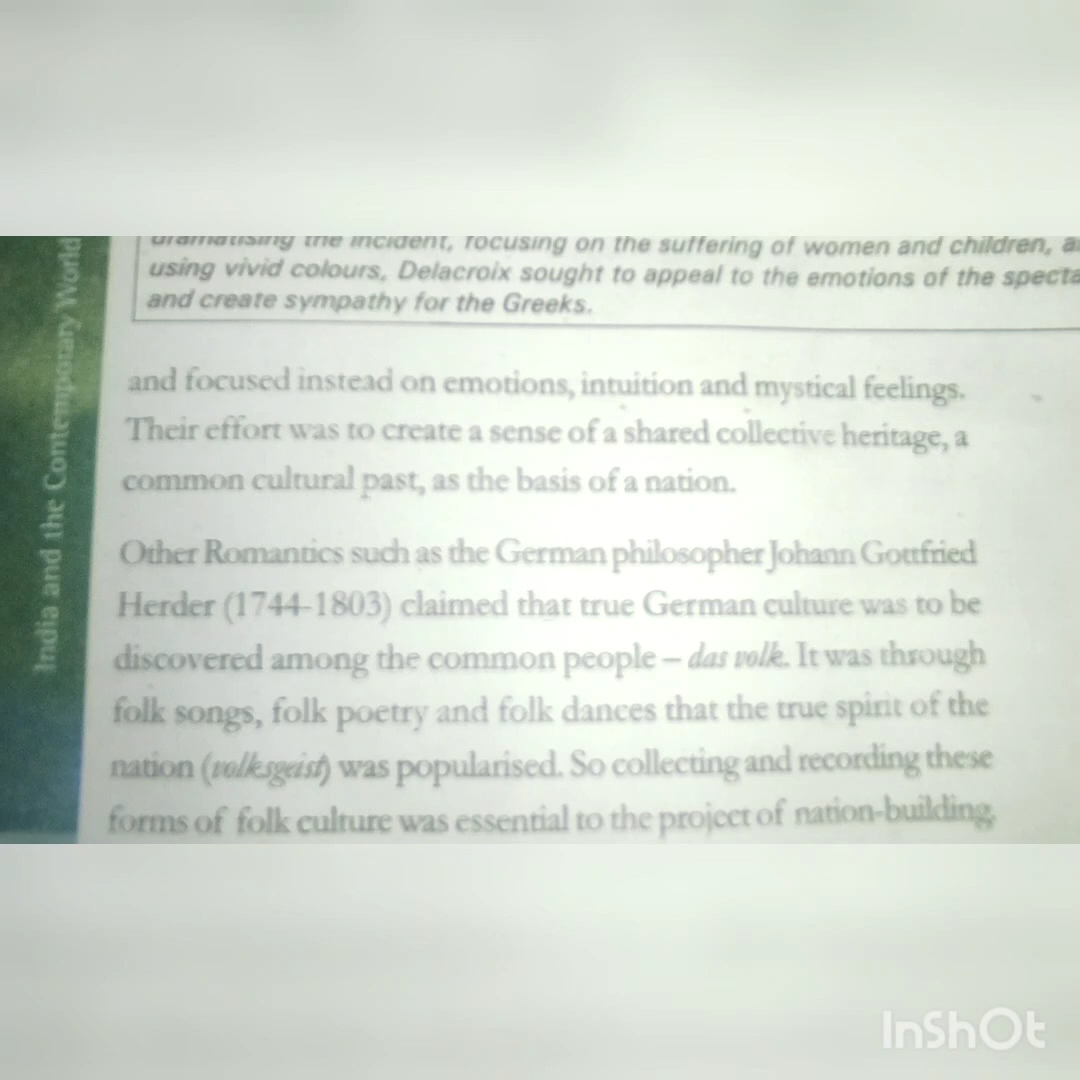 dramatising the incident, focusing on the suffering of women and children,
using vivid colours, Delacroix sought to appeal to the emotions of the
and create sympathy for the Greeks.
and focused instead on emotions, intuition and mystical feelings.
Their effort was to create a sense of a shared collective heritage, a
common cultural past, as the basis of a nation.
Other Romantics such as the German philosopher Johann Gottfried
Herder (1744-1803) claimed that true German culture was to be
discovered among the common people – das volk. It was through
folk songs, folk poetry and folk dances that the true spirit of the
nation (volksgeist) was popularised. So collecting and recording these
forms of folk culture was essential to the project of nation-building.
India and the Contemporary World
InShOt